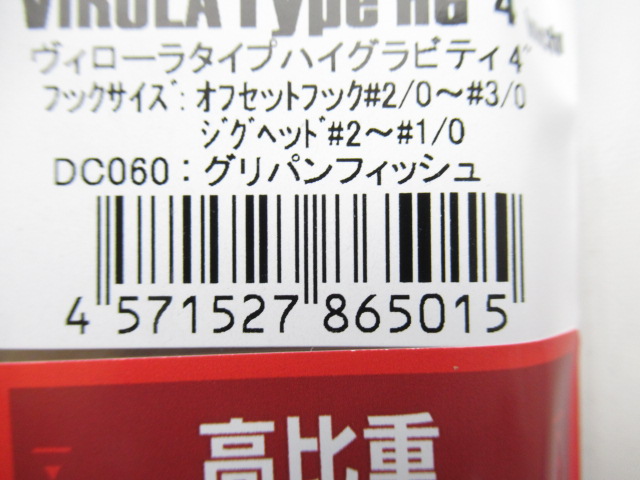 VIROLA Type HG 4
ヴィローラタイプハイグラビティ 4"
フックサイズ:オフセットフック#2/0～#3/0
ジグヘッド#2～#1/0
DC060:グリパンフィッシュ
4 571527 865015
高比重